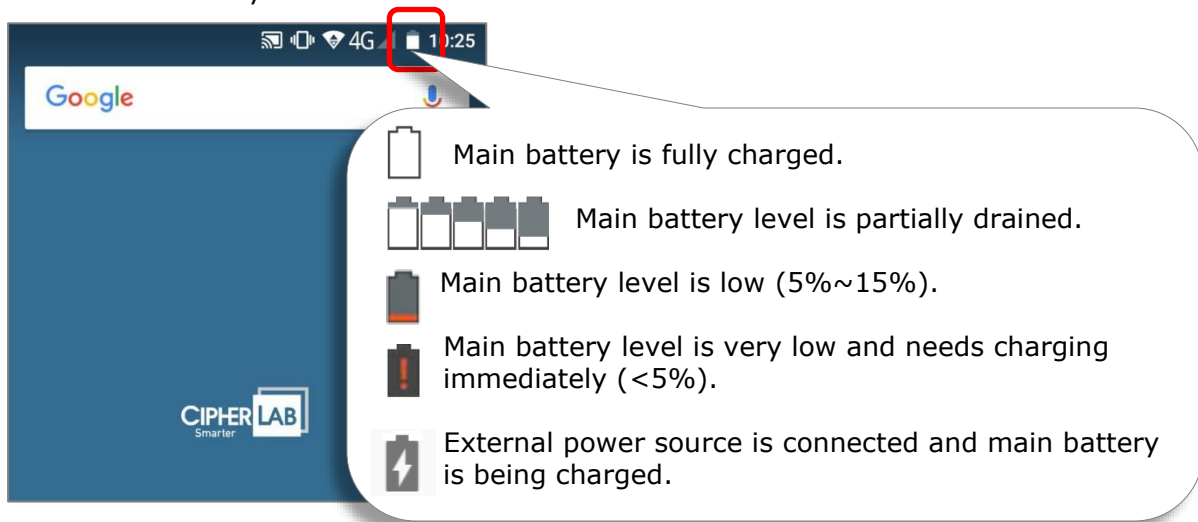 4G 10:25
Google
Main battery is fully charged.
Main battery level is partially drained.
Main battery level is low (5%~15%).
Main battery level is very low and needs charging
immediately (<5%).
CIPHERLAB
Smarter
External power source is connected and main battery
is being charged.